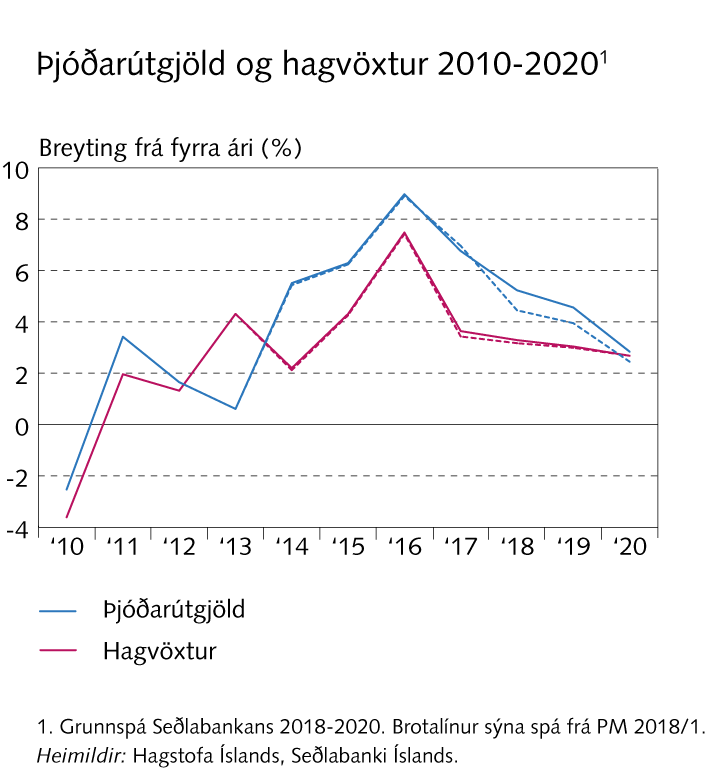 Þjóðarútgjöld og hagvöxtur 2010-2020¹
Breyting frá fyrra ári (%)
10
8
6
4
2
0
-2
-4
‘10 ‘11 ‘12 ‘13 ‘14 ‘15 ‘16 ‘17 ‘18 ‘19 ‘20
Þjóðarútgjöld
Hagvöxtur
1. Grunnspá Seðlabankans 2018-2020. Brotalínur sýna spá frá PM 2018/1.
Heimildir: Hagstofa Íslands, Seðlabanki Íslands.